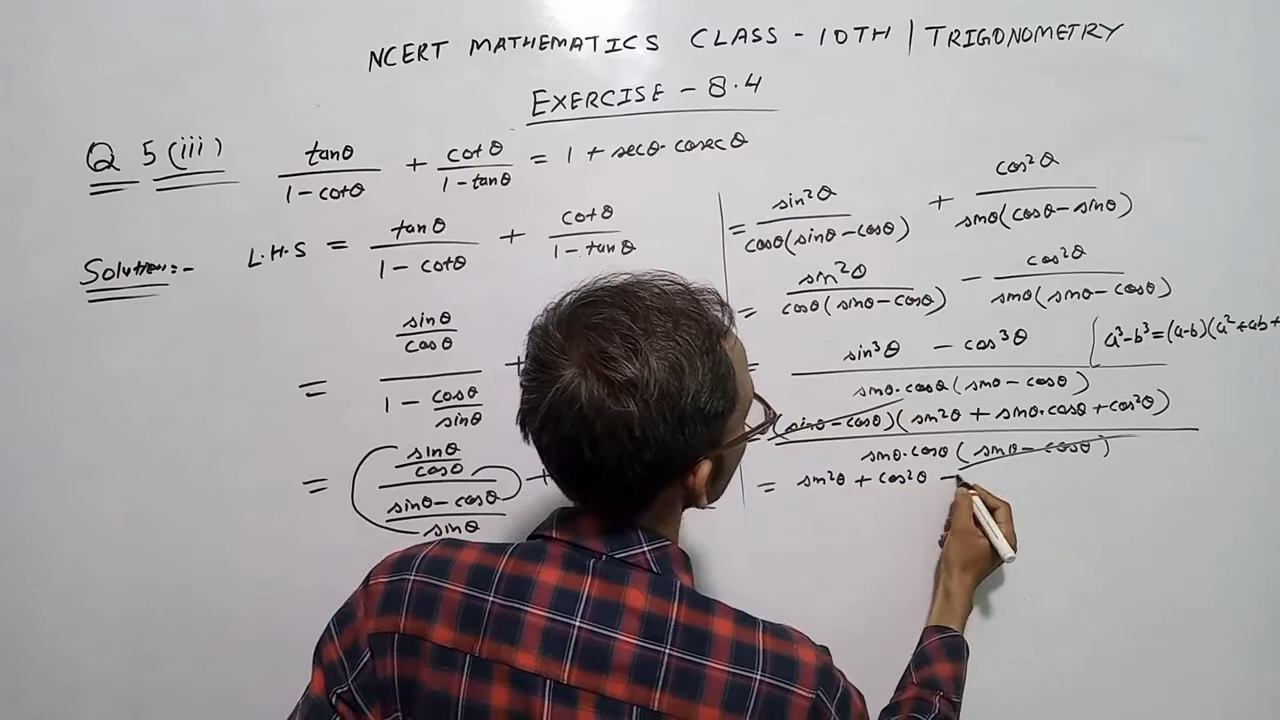 NCERT MATHEMATICS CLASS - 10TH | TRIGONOMETRY
EXERCISE - 8.4
Q 5 (iii) tanθ/(1 - cotθ) + cotθ/(1 - tanθ) = 1 + secθ· cosecθ
Solution:- L.H.S = tanθ/(1 - cotθ) + cotθ/(1 - tanθ)
= (sinθ/cosθ)/(1 - cosθ/sinθ) +
= (sinθ/cosθ)/((sinθ - cosθ)/sinθ) +
= sin²θ/(cosθ(sinθ - cosθ)) + cos²θ/(sinθ(cosθ - sinθ))
= sin²θ/(cosθ(sinθ - cosθ)) - cos²θ/(sinθ(sinθ - cosθ))
= (sin³θ - cos³θ)/(sinθ·cosθ(sinθ - cosθ)) a³-b³=(a-b)(a²+ab+
= (sinθ - cosθ)(sin²θ + sinθ·cosθ + cos²θ)/(sinθ·cosθ(sinθ - cosθ))
= sin²θ + cos²θ